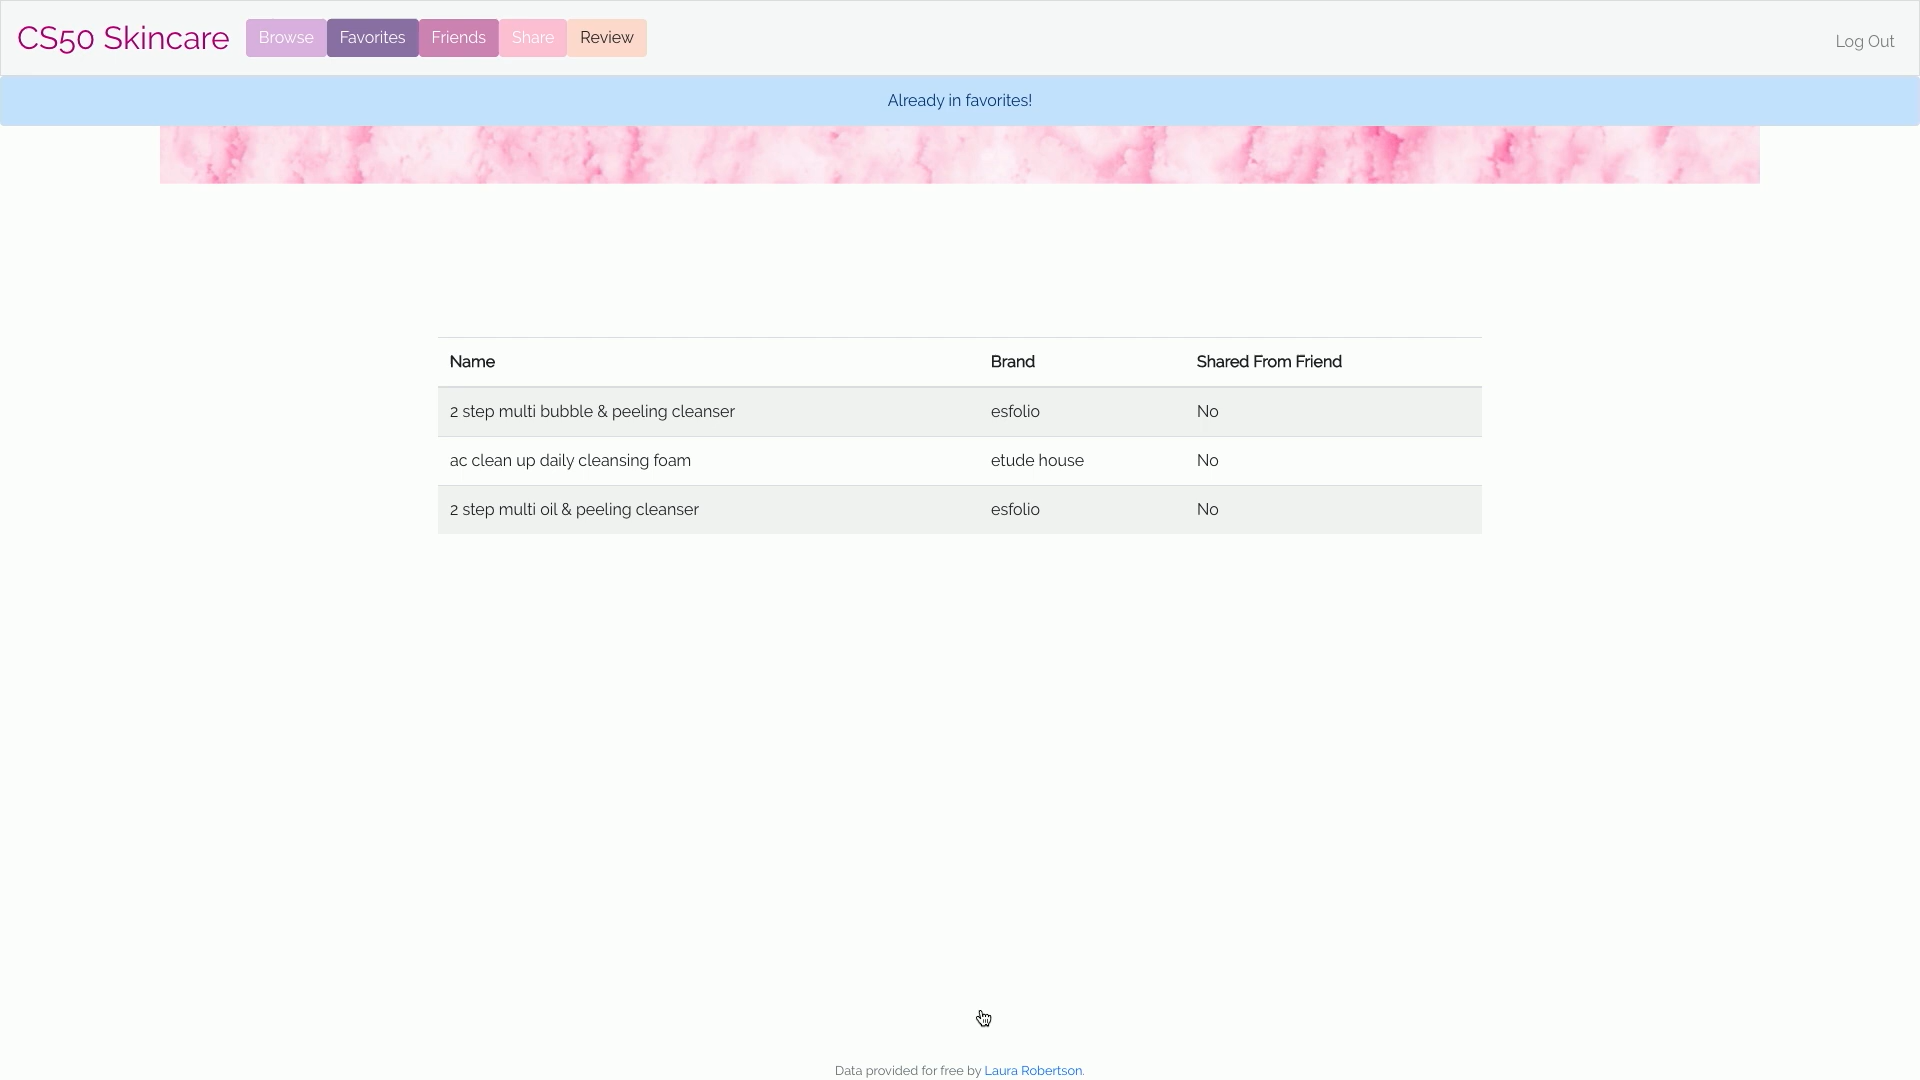 CS50 Skincare Browse Favorites Friends Share Review Log Out
Already in favorites!
Name Brand Shared From Friend
2 step multi bubble & peeling cleanser esfolio No
ac clean up daily cleansing foam etude house No
2 step multi oil & peeling cleanser esfolio No
Data provided for free by Laura Robertson.